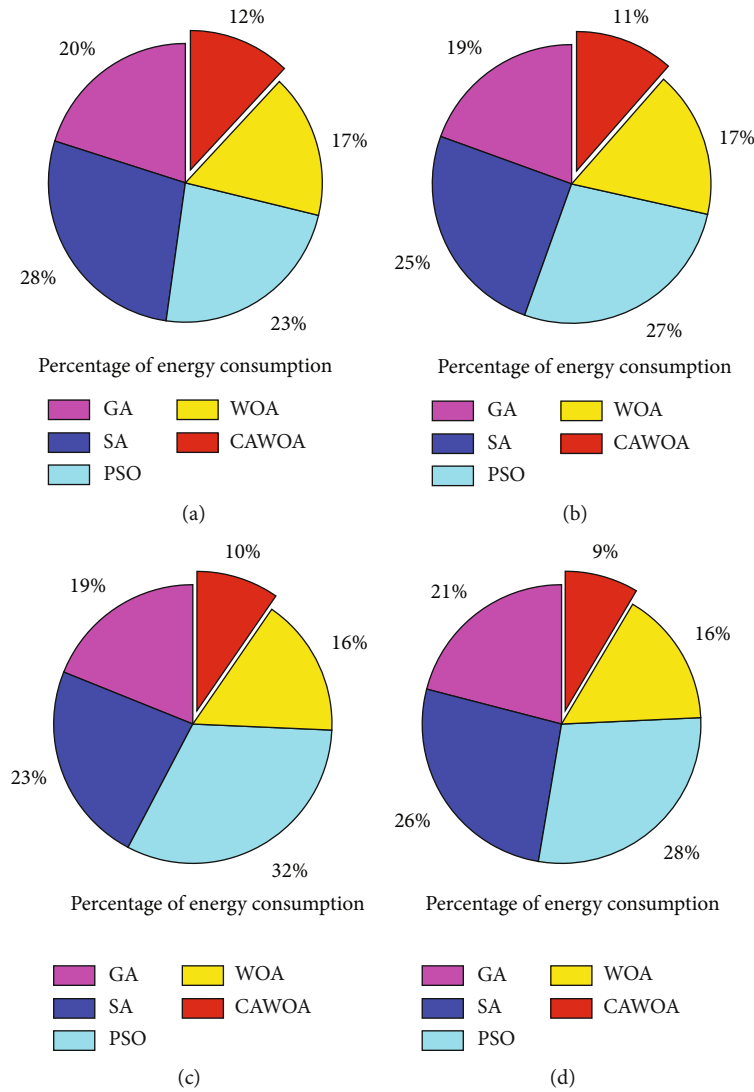 12%
20%
17%
28%
23%
Percentage of energy consumption
GA WOA
SA CAWOA
PSO
(a)
11%
19%
17%
25%
27%
Percentage of energy consumption
GA WOA
SA CAWOA
PSO
(b)
10%
19%
16%
23%
32%
Percentage of energy consumption
GA WOA
SA CAWOA
PSO
(c)
9%
21%
16%
26%
28%
Percentage of energy consumption
GA WOA
SA CAWOA
PSO
(d)